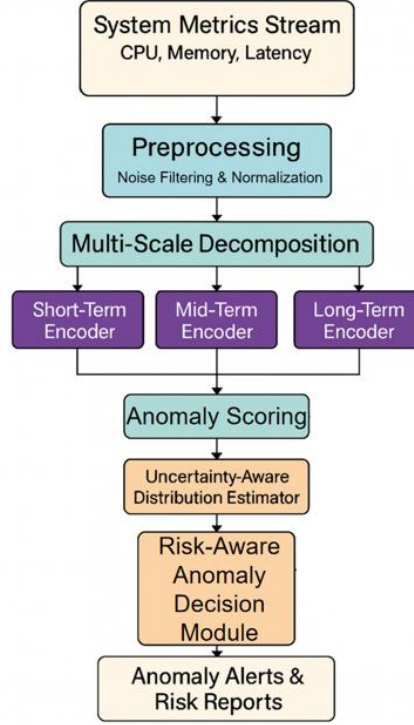 System Metrics Stream
CPU, Memory, Latency
Preprocessing
Noise Filtering & Normalization
Multi-Scale Decomposition
Short-Term
Encoder
Mid-Term
Encoder
Long-Term
Encoder
Anomaly Scoring
Uncertainty-Aware
Distribution Estimator
Risk-Aware
Anomaly
Decision
Module
Anomaly Alerts &
Risk Reports